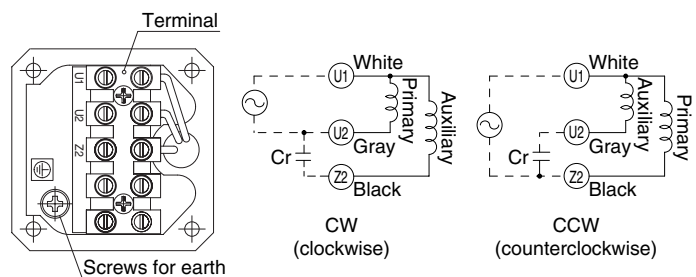 Terminal
U1
U2
Z2
Screws for earth
U1
White
Primary
Auxiliary
U2
Gray
Cr
Z2
Black
CW
(clockwise)
U1
White
Auxiliary
Primary
U2
Gray
Cr
Z2
Black
CCW
(counterclockwise)